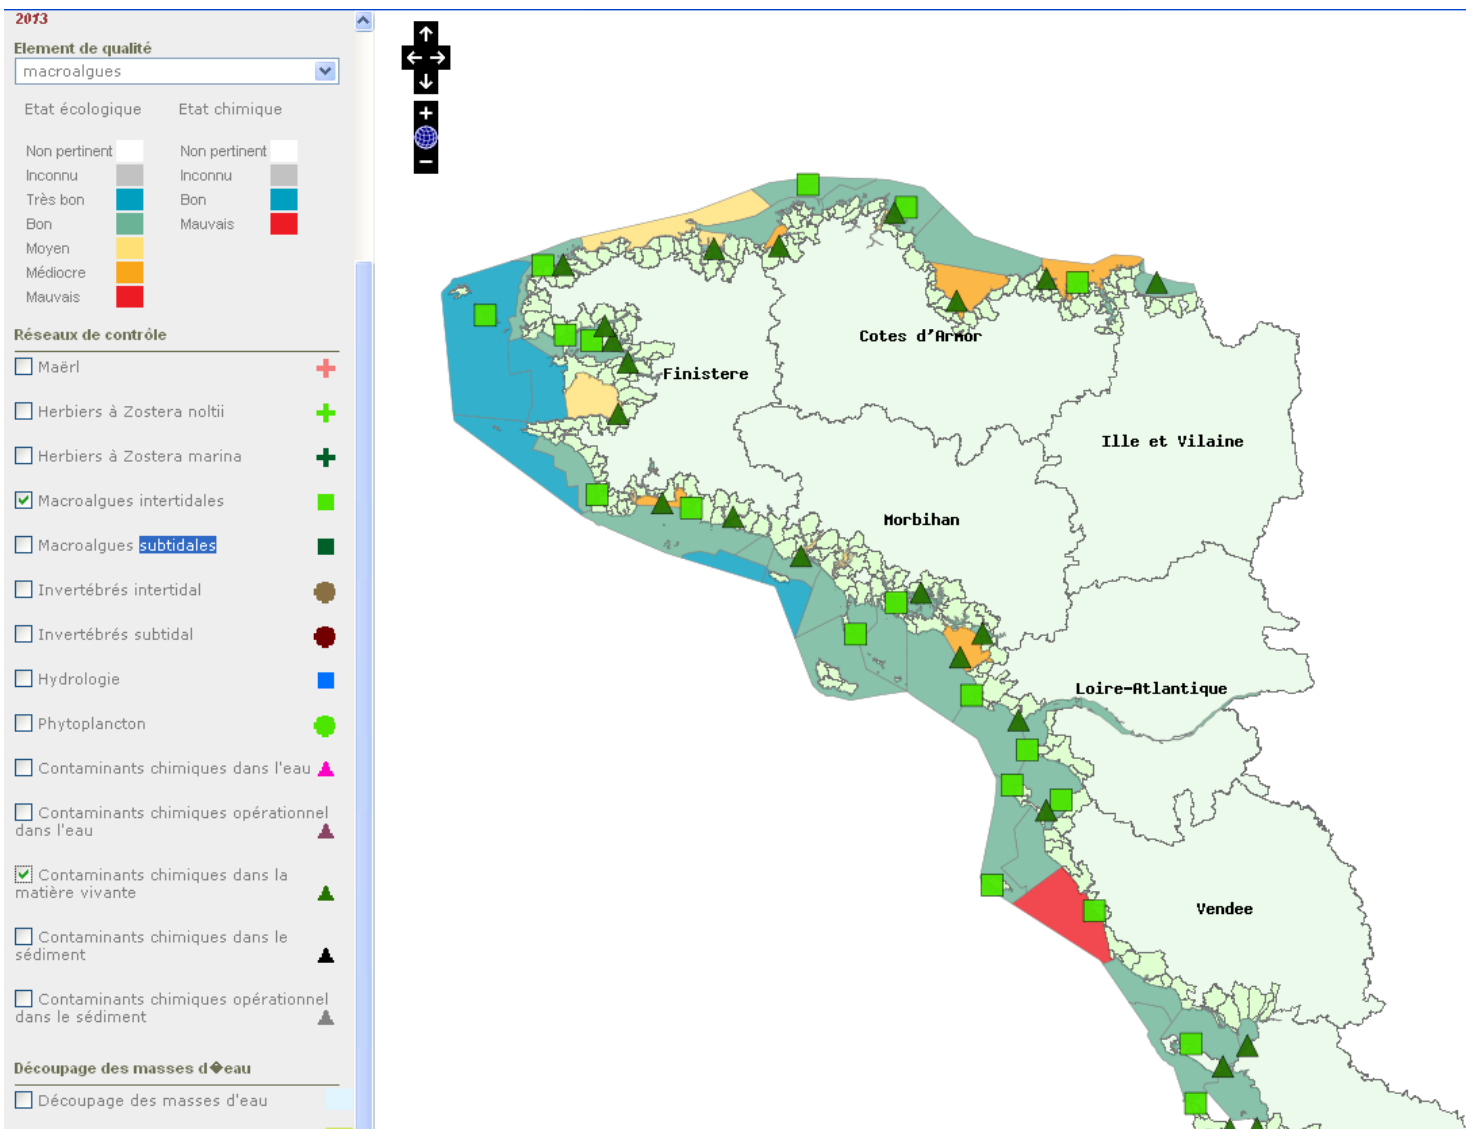 2013
Element de qualité
macroalgues
Etat écologique Etat chimique
Non pertinent Non pertinent
Inconnu Inconnu
Très bon Bon
Bon Mauvais
Moyen
Médiocre
Mauvais
Réseaux de contrôle
Maërl
Herbiers à Zostera noltii
Herbiers à Zostera marina
Macroalgues intertidales
Macroalgues subtidales
Invertébrés intertidal
Invertébrés subtidal
Hydrologie
Phytoplancton
Contaminants chimiques dans l'eau
Contaminants chimiques opérationnel
dans l'eau
Contaminants chimiques dans la
matière vivante
Contaminants chimiques dans le
sédiment
Contaminants chimiques opérationnel
dans le sédiment
Découpage des masses d�eau
Découpage des masses d'eau
Cotes d'Armor
Finistere
Ille et Vilaine
Morbihan
Loire-Atlantique
Vendee